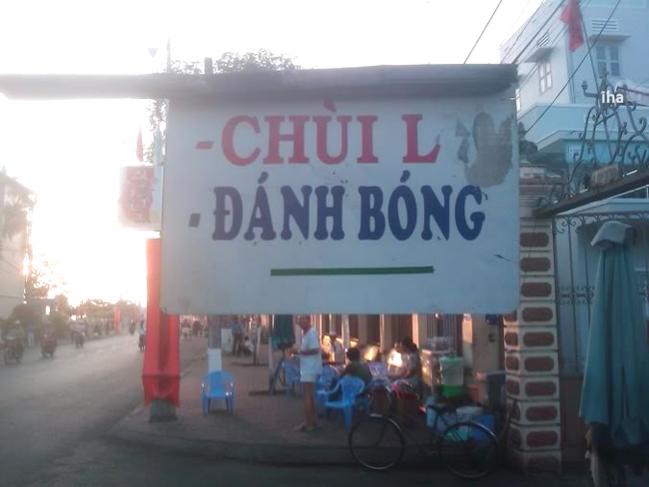 - CHÙI L
- ĐÁNH BÓNG
iha